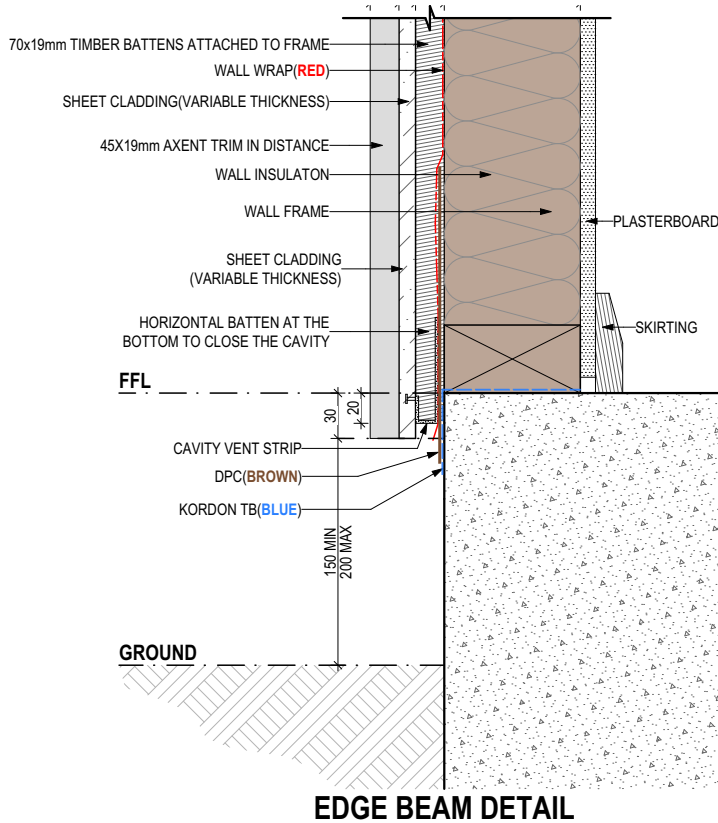 70x19mm TIMBER BATTENS ATTACHED TO FRAME
WALL WRAP(RED)
SHEET CLADDING(VARIABLE THICKNESS)
45X19mm AXENT TRIM IN DISTANCE
WALL INSULATON
WALL FRAME
PLASTERBOARD
SHEET CLADDING
(VARIABLE THICKNESS)
HORIZONTAL BATTEN AT THE
BOTTOM TO CLOSE THE CAVITY
SKIRTING
FFL
30
20
CAVITY VENT STRIP
DPC(BROWN)
KORDON TB(BLUE)
150 MIN
200 MAX
GROUND
EDGE BEAM DETAIL